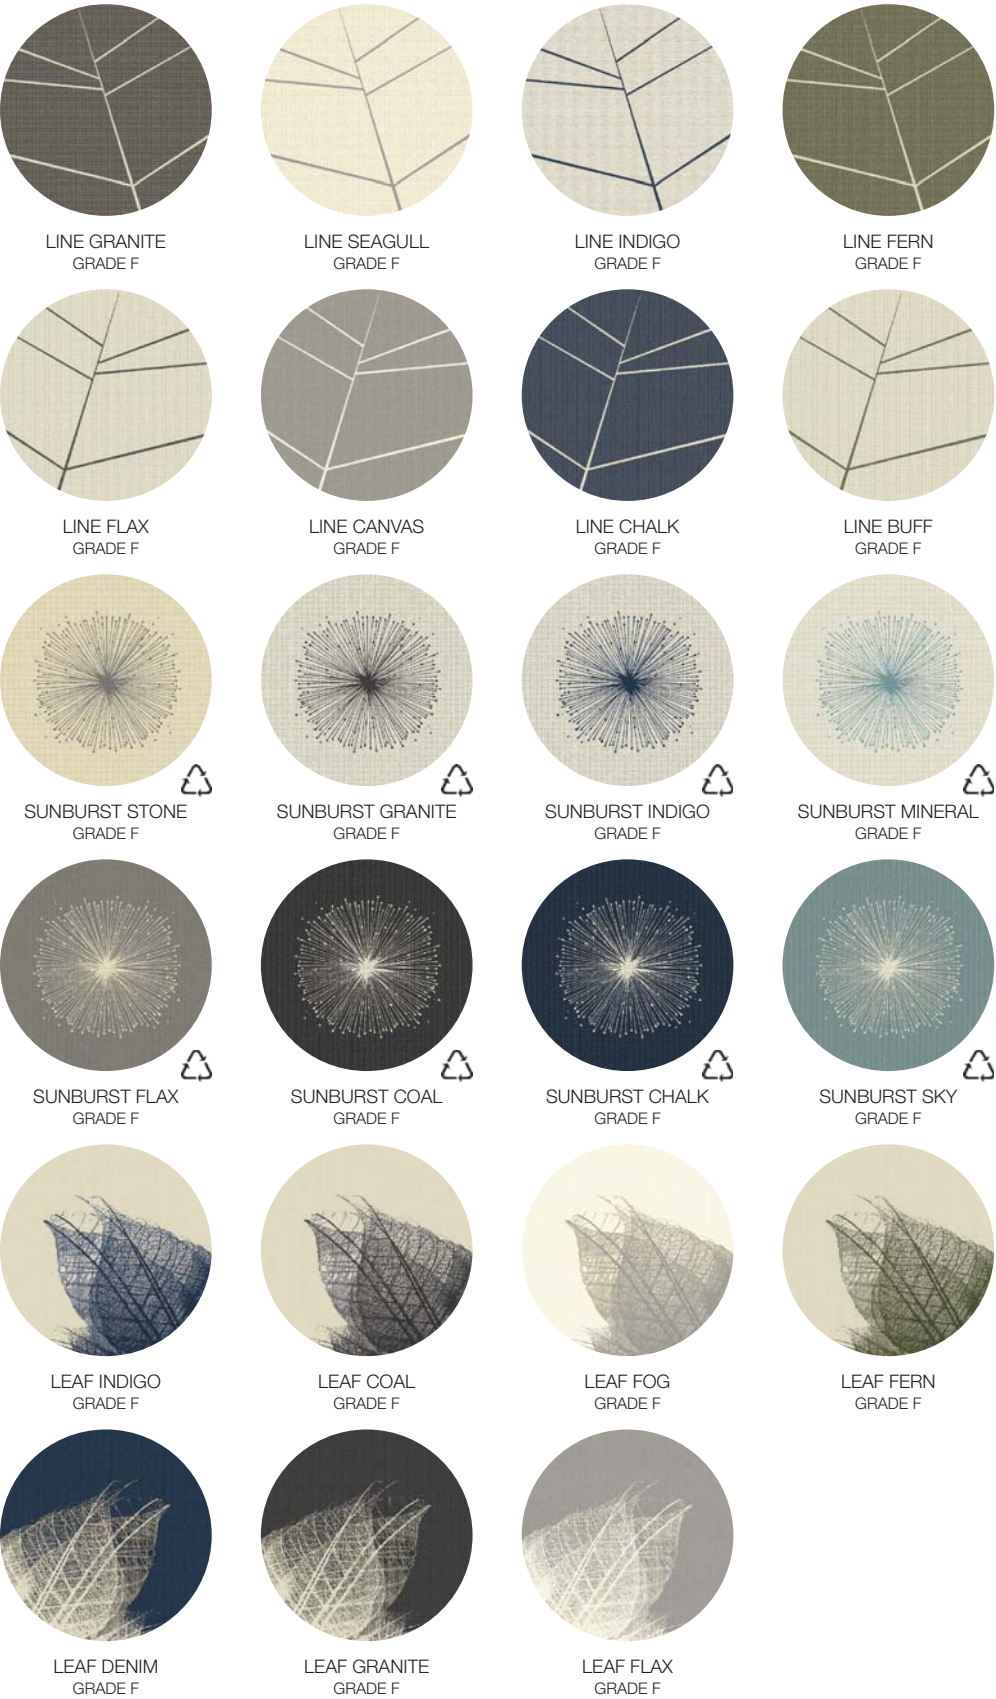 LINE GRANITE
GRADE F
LINE SEAGULL
GRADE F
LINE INDIGO
GRADE F
LINE FERN
GRADE F
LINE FLAX
GRADE F
LINE CANVAS
GRADE F
LINE CHALK
GRADE F
LINE BUFF
GRADE F
SUNBURST STONE
GRADE F
SUNBURST GRANITE
GRADE F
SUNBURST INDIGO
GRADE F
SUNBURST MINERAL
GRADE F
SUNBURST FLAX
GRADE F
SUNBURST COAL
GRADE F
SUNBURST CHALK
GRADE F
SUNBURST SKY
GRADE F
LEAF INDIGO
GRADE F
LEAF COAL
GRADE F
LEAF FOG
GRADE F
LEAF FERN
GRADE F
LEAF DENIM
GRADE F
LEAF GRANITE
GRADE F
LEAF FLAX
GRADE F